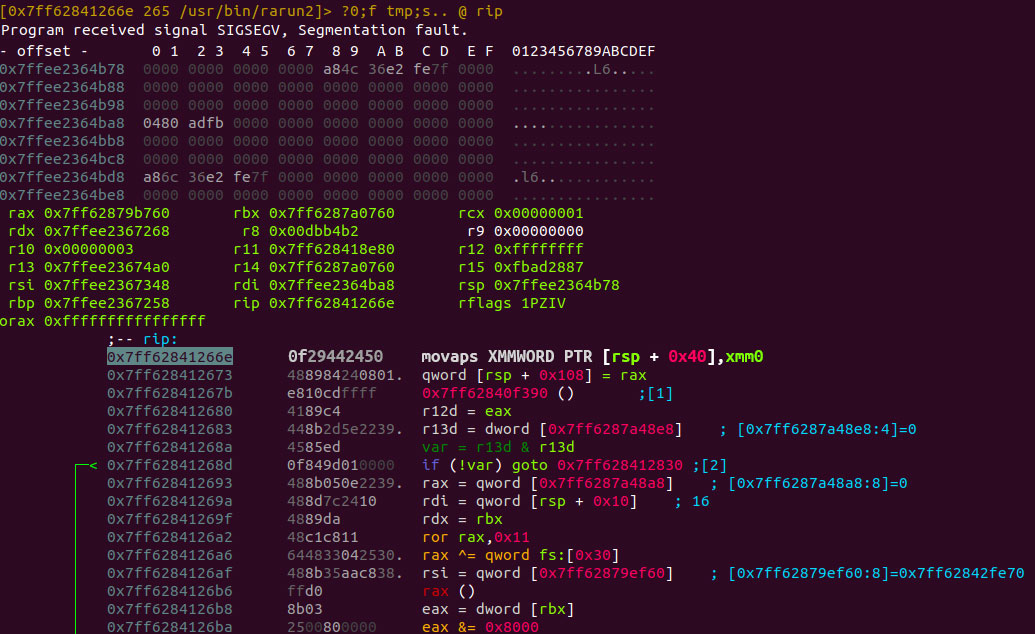 [0x7ff62841266e 265 /usr/bin/rarun2]> ?0;f tmp;s.. @ rip
Program received signal SIGSEGV, Segmentation fault.
- offset -       0 1  2 3  4 5  6 7  8 9  A B  C D  E F  0123456789ABCDEF
0x7ffee2364b78  0000 0000 0000 0000 a84c 36e2 fe7f 0000  .........L6.....
0x7ffee2364b88  0000 0000 0000 0000 0000 0000 0000 0000  ................
0x7ffee2364b98  0000 0000 0000 0000 0000 0000 0000 0000  ................
0x7ffee2364ba8  0480 adfb 0000 0000 0000 0000 0000 0000  ................
0x7ffee2364bb8  0000 0000 0000 0000 0000 0000 0000 0000  ................
0x7ffee2364bc8  0000 0000 0000 0000 0000 0000 0000 0000  ................
0x7ffee2364bd8  a86c 36e2 fe7f 0000 0000 0000 0000 0000  .l6.............
0x7ffee2364be8  0000 0000 0000 0000 0000 0000 0000 0000  ................
rax 0x7ff62879b760 rbx 0x7ff6287a0760 rcx 0x00000001
rdx 0x7ffee2367268 r8 0x00dbb4b2 r9 0x00000000
r10 0x00000003 r11 0x7ff628418e80 r12 0xffffffff
r13 0x7ffee23674a0 r14 0x7ff6287a0760 r15 0xfbad2887
rsi 0x7ffee2367348 rdi 0x7ffee2364ba8 rsp 0x7ffee2364b78
rbp 0x7ffee2367258 rip 0x7ff62841266e rflags 1PZIV
orax 0xffffffffffffffff
;-- rip:
0x7ff62841266e 0f29442450 movaps XMMWORD PTR [rsp + 0x40],xmm0
0x7ff628412673 488984240801. qword [rsp + 0x108] = rax
0x7ff62841267b e810cdffff 0x7ff62840f390 () ;[1]
0x7ff628412680 4189c4 r12d = eax
0x7ff628412683 448b2d5e2239. r13d = dword [0x7ff6287a48e8] ; [0x7ff6287a48e8:4]=0
0x7ff62841268a 4585ed var = r13d & r13d
< 0x7ff62841268d 0f849d010000 if (!var) goto 0x7ff628412830 ;[2]
0x7ff628412693 488b050e2239. rax = qword [0x7ff6287a48a8] ; [0x7ff6287a48a8:8]=0
0x7ff62841269a 488d7c2410 rdi = qword [rsp + 0x10] ; 16
0x7ff62841269f 4889da rdx = rbx
0x7ff6284126a2 48c1c811 ror rax,0x11
0x7ff6284126a6 644833042530. rax ^= qword fs:[0x30]
0x7ff6284126af 488b35aac838. rsi = qword [0x7ff62879ef60] ; [0x7ff62879ef60:8]=0x7ff62842fe70
0x7ff6284126b6 ffd0 rax ()
0x7ff6284126b8 8b03 eax = dword [rbx]
0x7ff6284126ba 2500800000 eax &= 0x8000